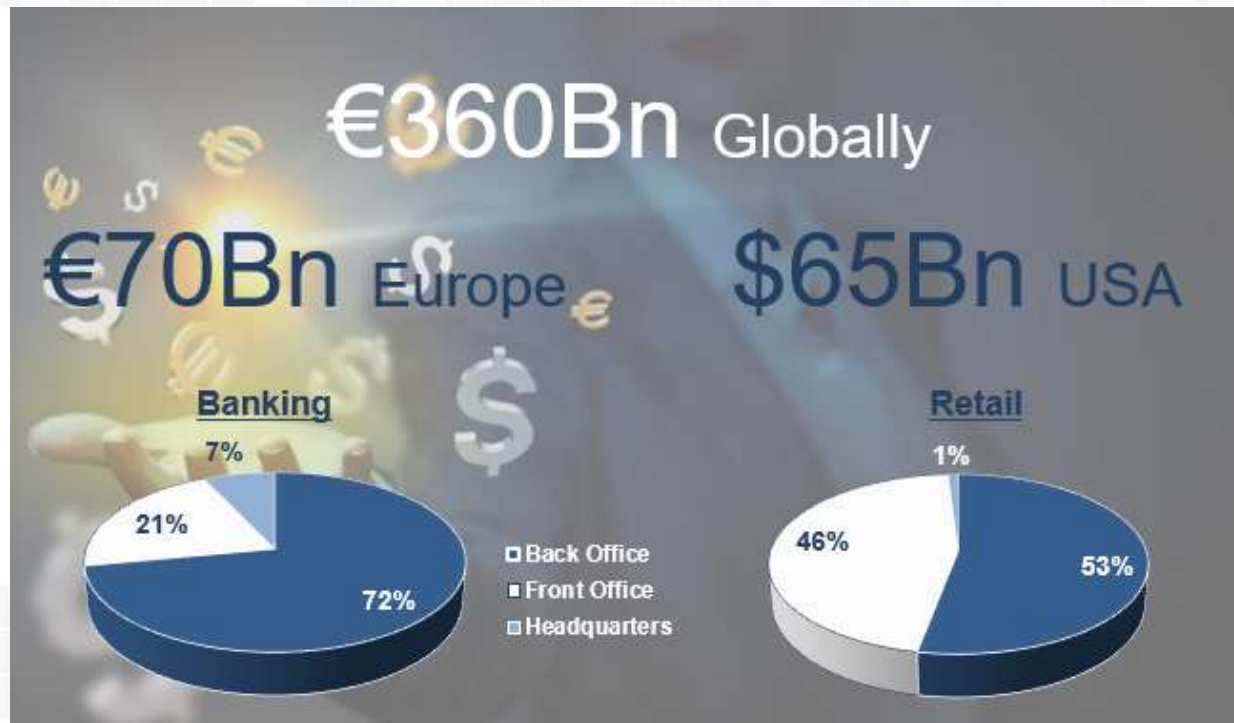 €360Bn Globally
€70Bn Europe
$65Bn USA
Banking
7%
21%
72%
Back Office
Front Office
Headquarters
Retail
1%
46%
53%